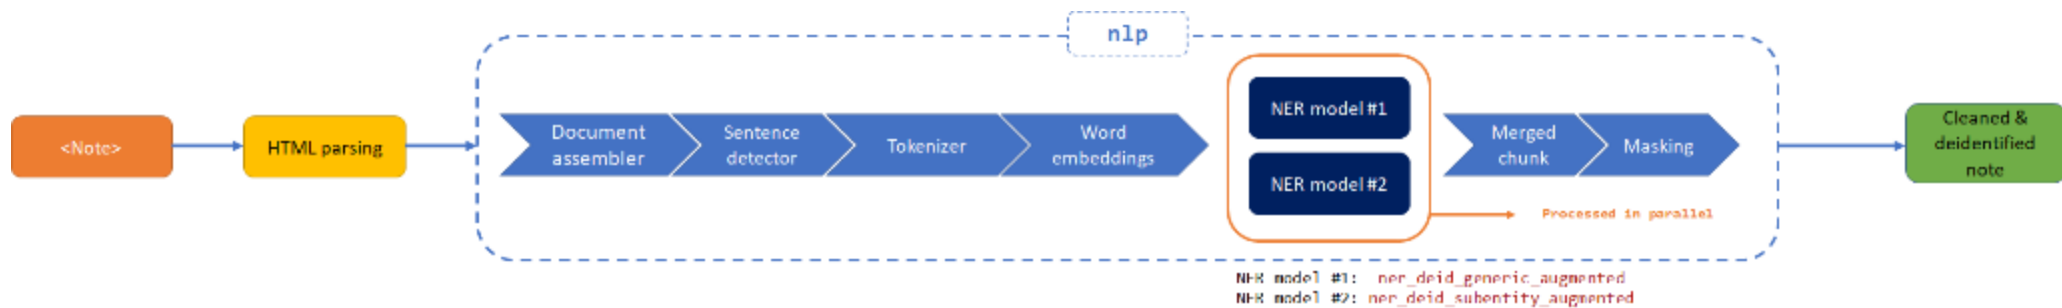 nlp
<Note>
HTML parsing
Document
assembler
Sentence
detector
Tokenizer
Word
embeddings
NER model #1
NER model #2
Merged
chunk
Masking
Cleaned &
deidentified
note
Processed in parallel
NER model #1: ner_deid_generic_augmented
NER model #2: ner_deid_subentity_augmented